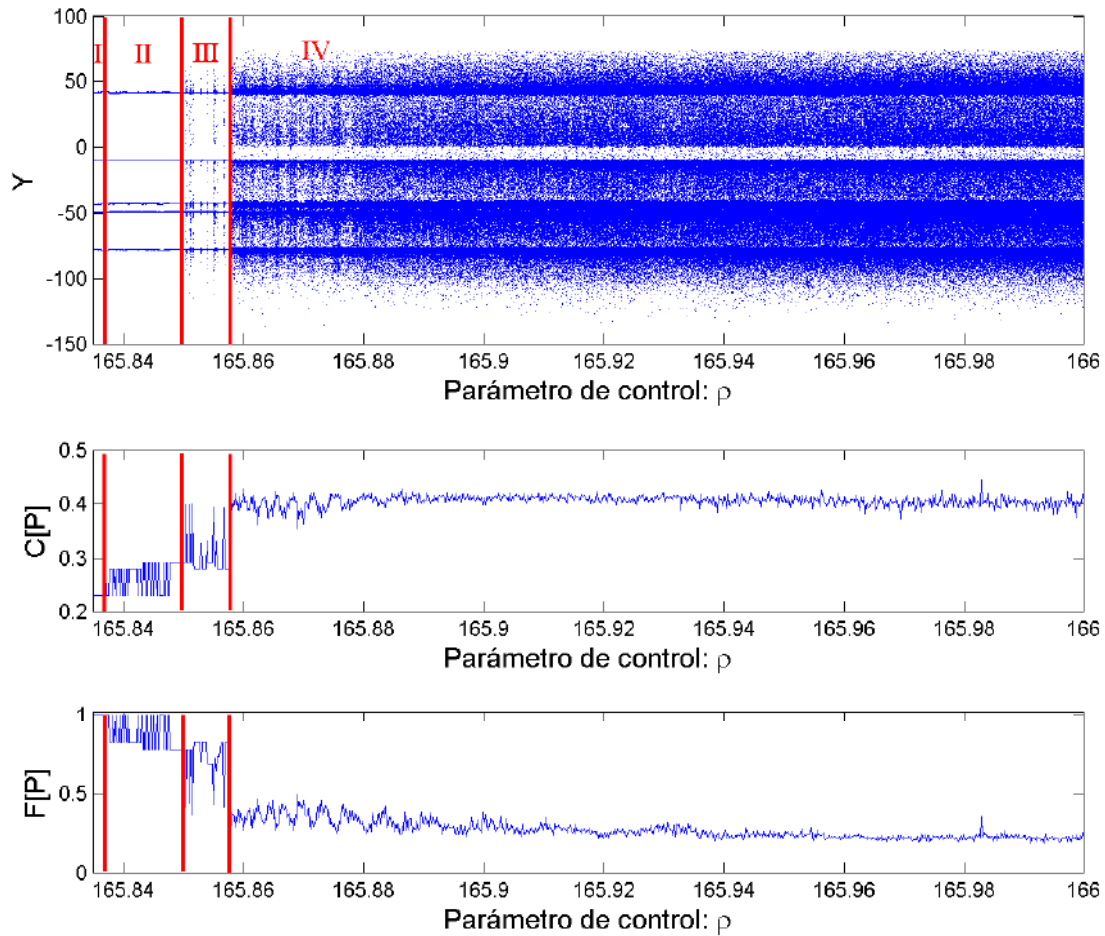 100
I II III IV
50
0
Y
-50
-100
-150
165.84 165.86 165.88 165.9 165.92 165.94 165.96 165.98 166
Parámetro de control: ρ
0.5
0.4
C[P]
0.3
0.2
165.84 165.86 165.88 165.9 165.92 165.94 165.96 165.98 166
Parámetro de control: ρ
1
F[P]
0.5
0
165.84 165.86 165.88 165.9 165.92 165.94 165.96 165.98 166
Parámetro de control: ρ